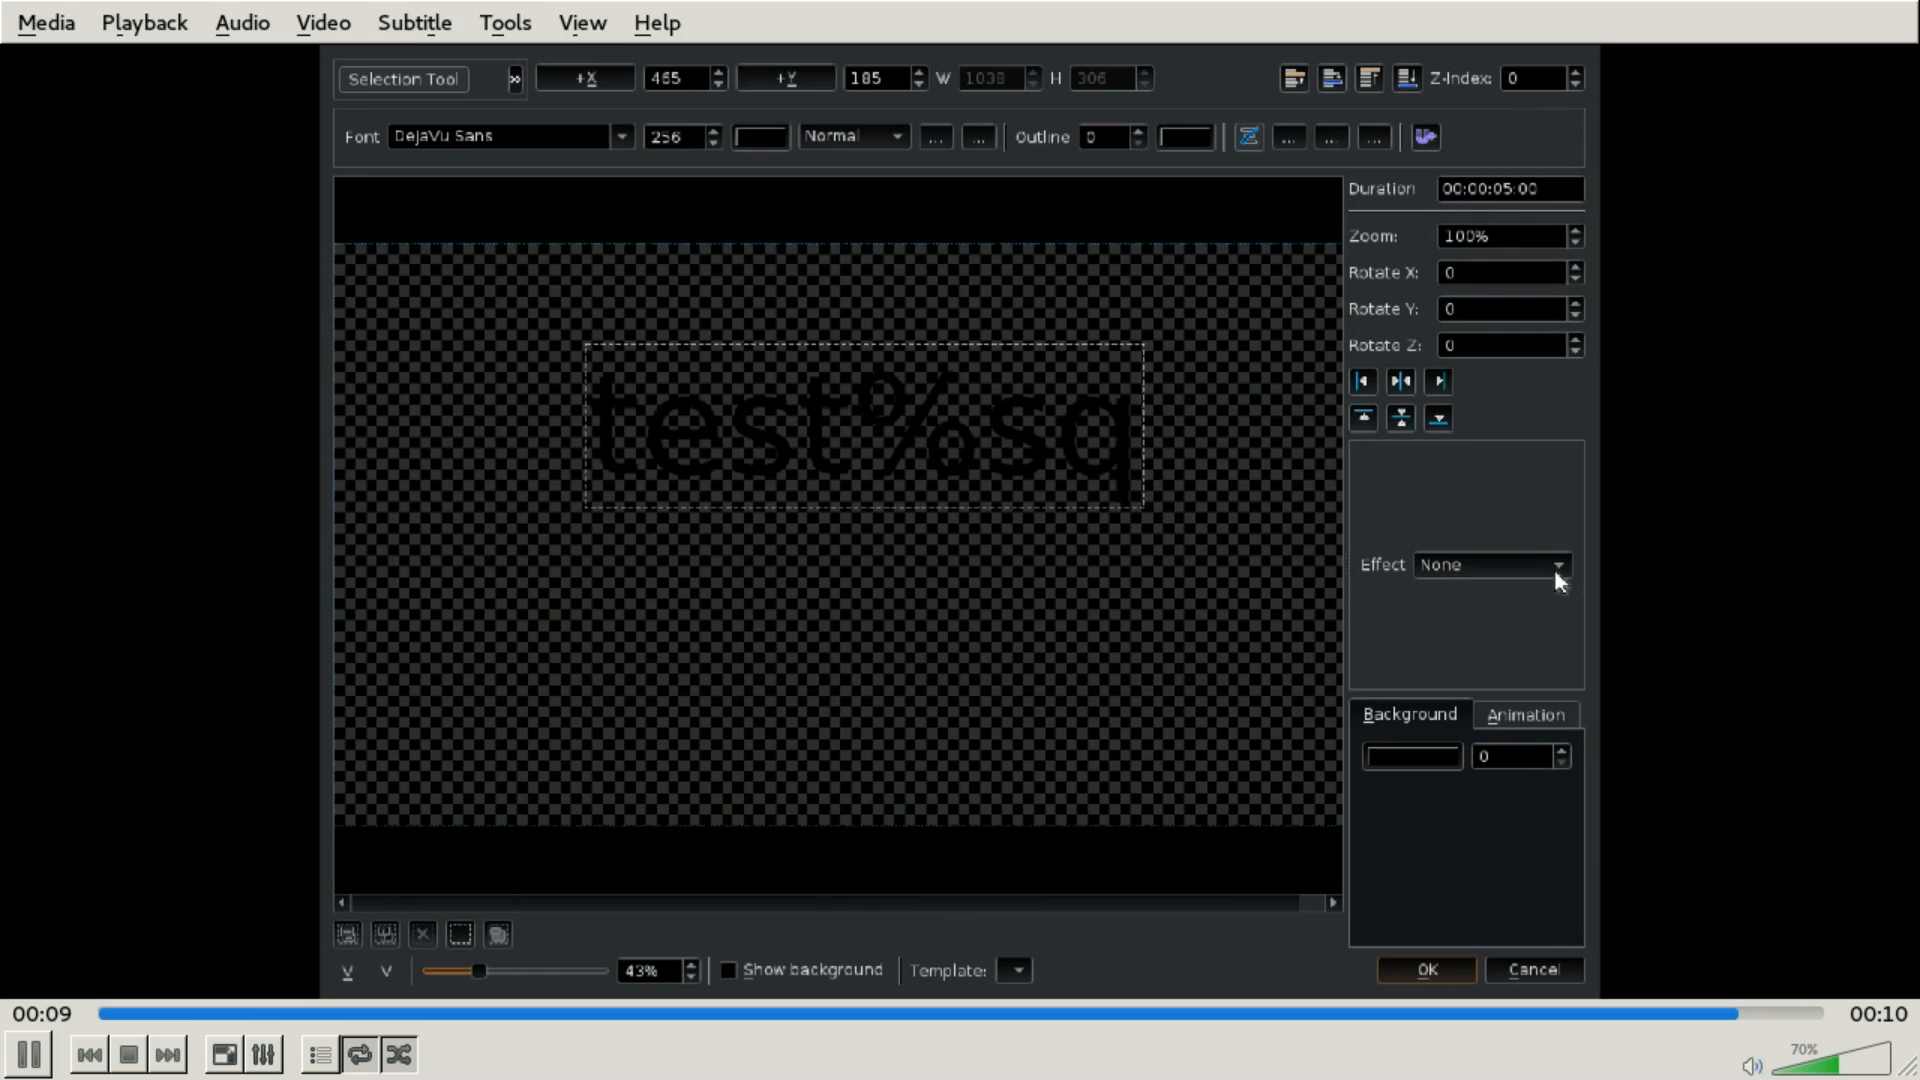 Media Playback Audio Video Subtitle Tools View Help
Selection Tool » +X 465 +Y 185 W 1038 H 306 Z-Index: 0
Font DejaVu Sans 256 Normal ... ... Outline 0 ... ... ...
Duration 00:00:05:00
Zoom: 100%
Rotate X: 0
Rotate Y: 0
Rotate Z: 0
test%sq
Effect None
Background Animation
0
43% Show background Template: OK Cancel
00:09 00:10
70%